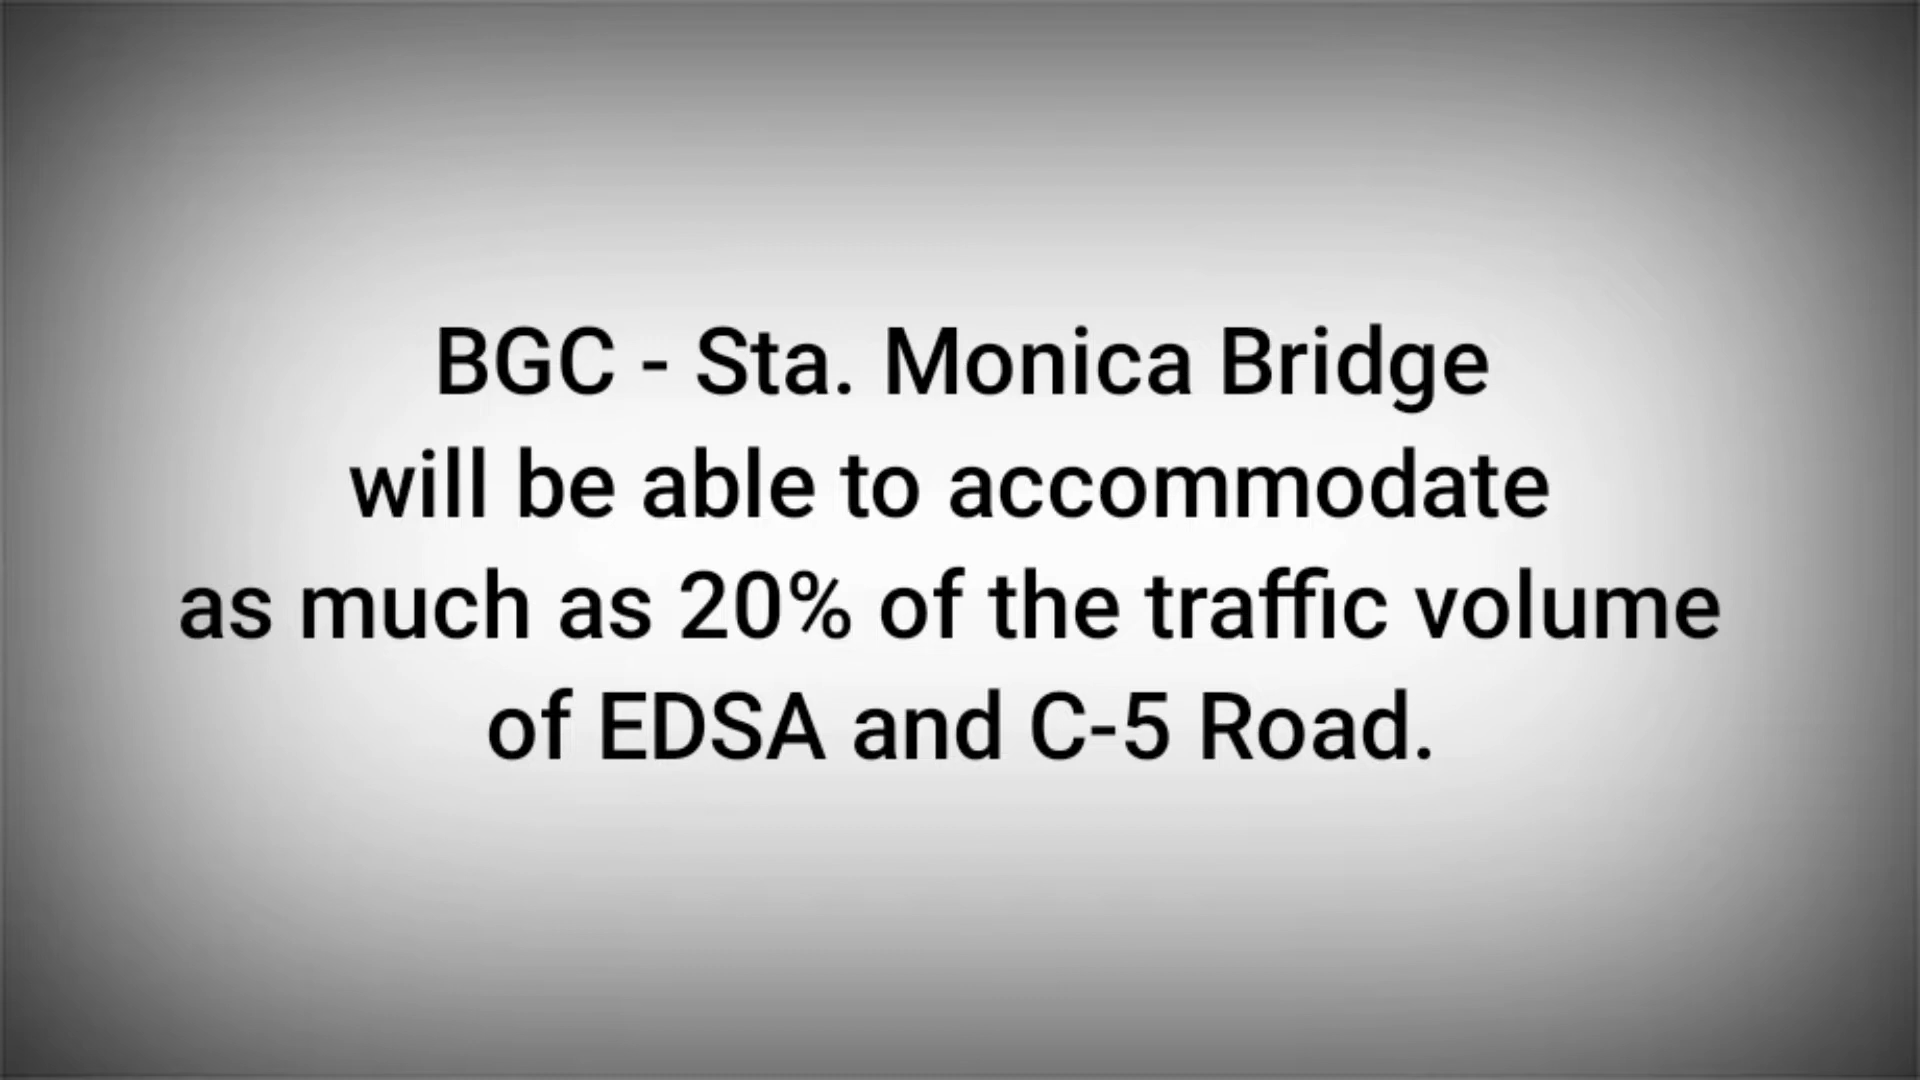 BGC - Sta. Monica Bridge
will be able to accommodate
as much as 20% of the traffic volume
of EDSA and C-5 Road.